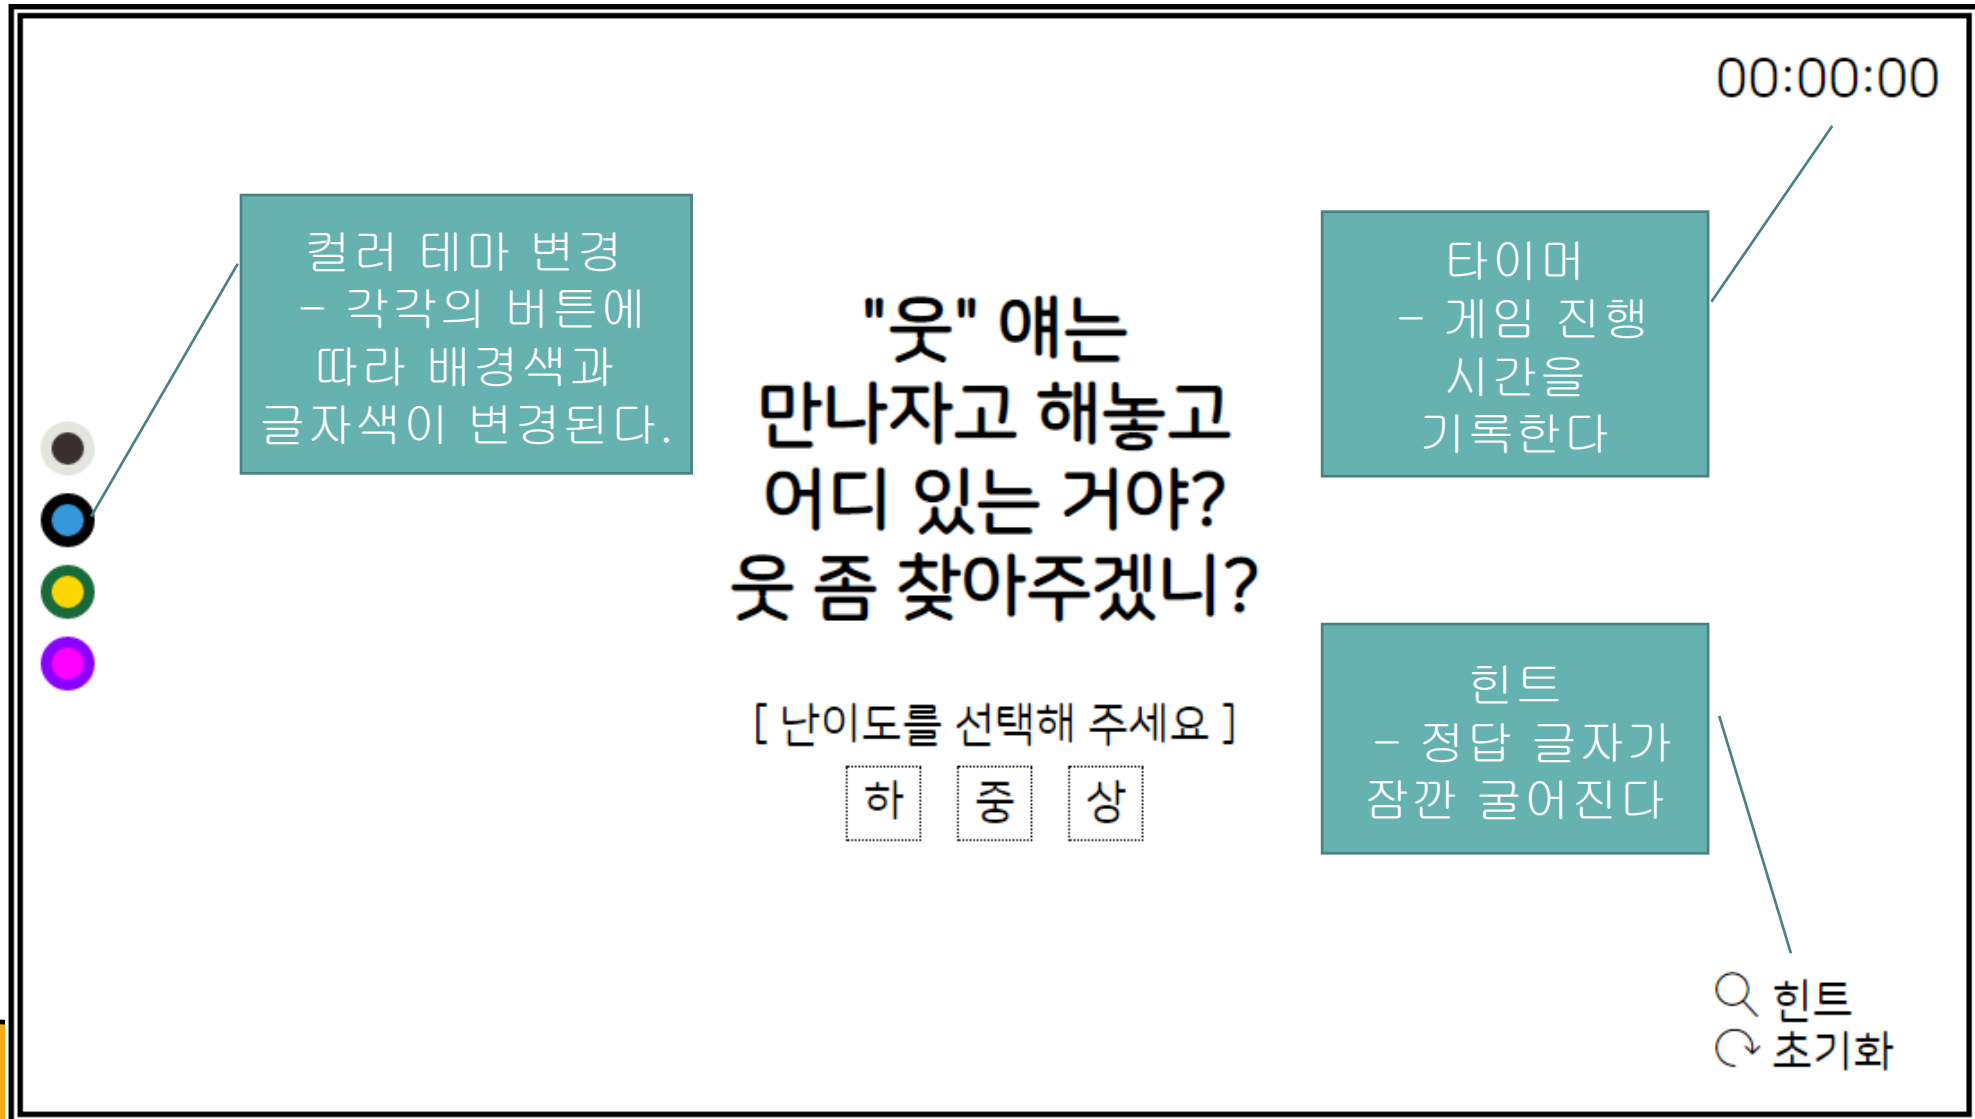 00:00:00
컬러 테마 변경
- 각각의 버튼에
따라 배경색과
글자색이 변경된다.
"웃" 얘는
만나자고 해놓고
어디 있는 거야?
웃 좀 찾아주겠니?
[ 난이도를 선택해 주세요 ]
하 중 상
타이머
- 게임 진행
시간을
기록한다
힌트
- 정답 글자가
잠깐 굵어진다
힌트
초기화